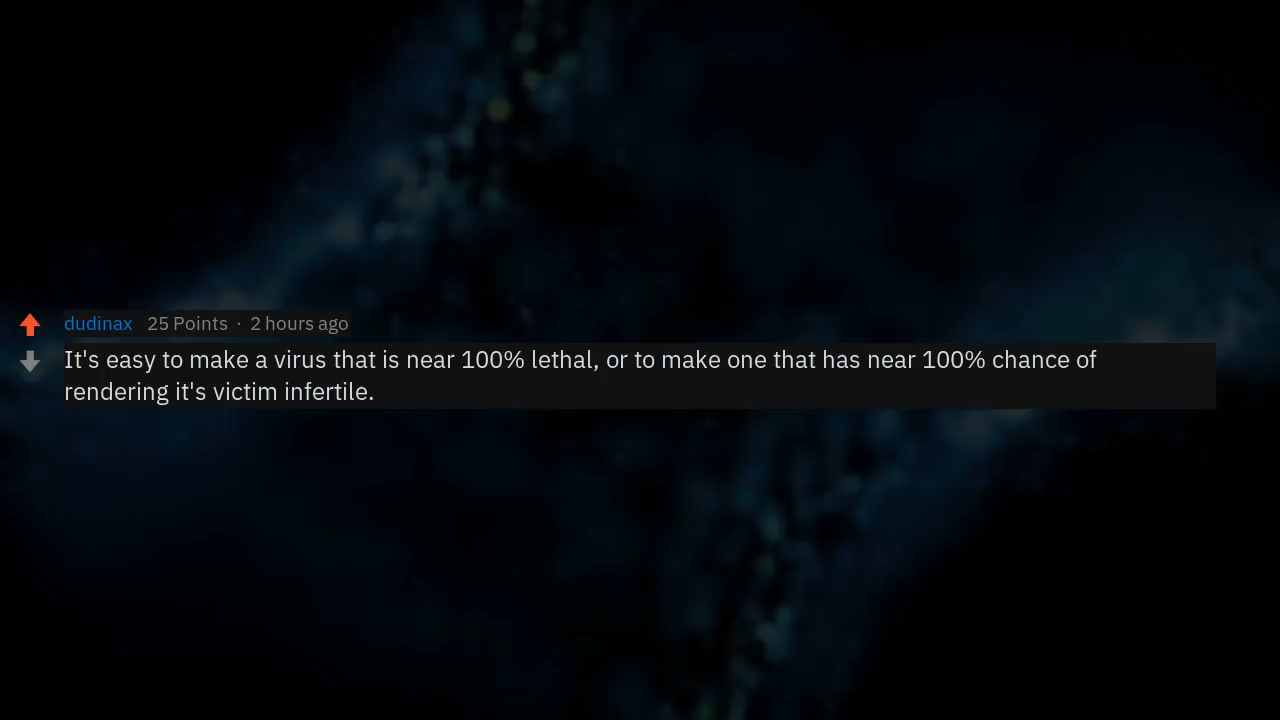 dudinax 25 Points · 2 hours ago
It's easy to make a virus that is near 100% lethal, or to make one that has near 100% chance of
rendering it's victim infertile.